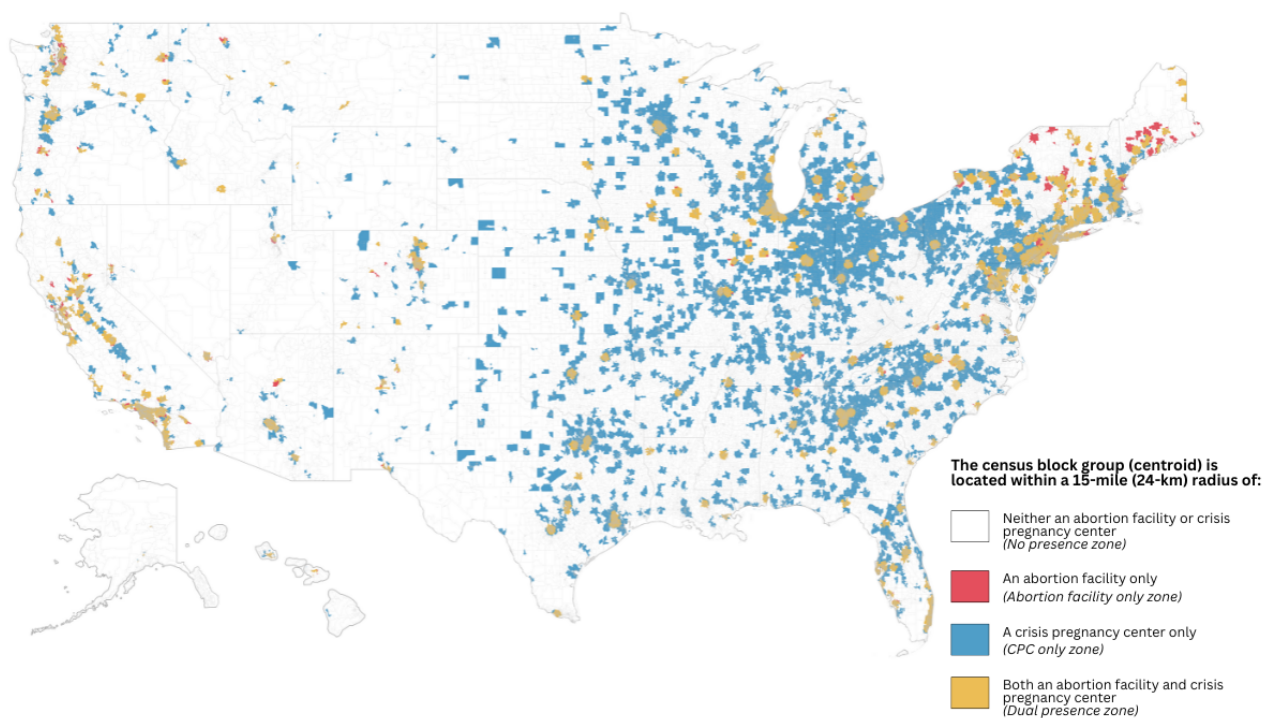 The census block group (centroid) is
located within a 15-mile (24-km) radius of:
Neither an abortion facility or crisis
pregnancy center
(No presence zone)
An abortion facility only
(Abortion facility only zone)
A crisis pregnancy center only
(CPC only zone)
Both an abortion facility and crisis
pregnancy center
(Dual presence zone)